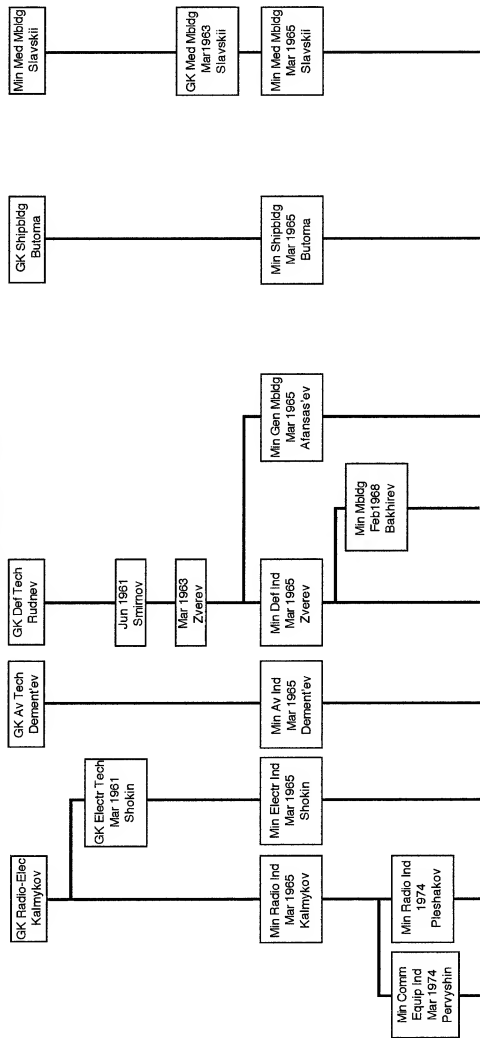 Min Med Mbldg
Slavskii
GK Med Mbldg
Mar1963
Slavskii
Min Med Mbldg
Mar 1965
Slavskii
GK Shipbldg
Butoma
Min Shipbldg
Mar 1965
Butoma
Min Gen Mbldg
Mar 1965
Afansas'ev
Min Mbldg
Feb1968
Bakhirev
GK Def Tech
Rudnev
Jun 1961
Smirnov
Mar 1963
Zverev
Min Def Ind
Mar 1965
Zverev
GK Av Tech
Dement'ev
Min Av Ind
Mar 1965
Dement'ev
GK Electr Tech
Mar 1961
Shokin
Min Electr Ind
Mar 1965
Shokin
GK Radio-Elec
Kalmykov
Min Radio Ind
Mar 1965
Kalmykov
Min Radio Ind
1974
Pleshakov
Min Comm
Equip Ind
Mar 1974
Pervyshin